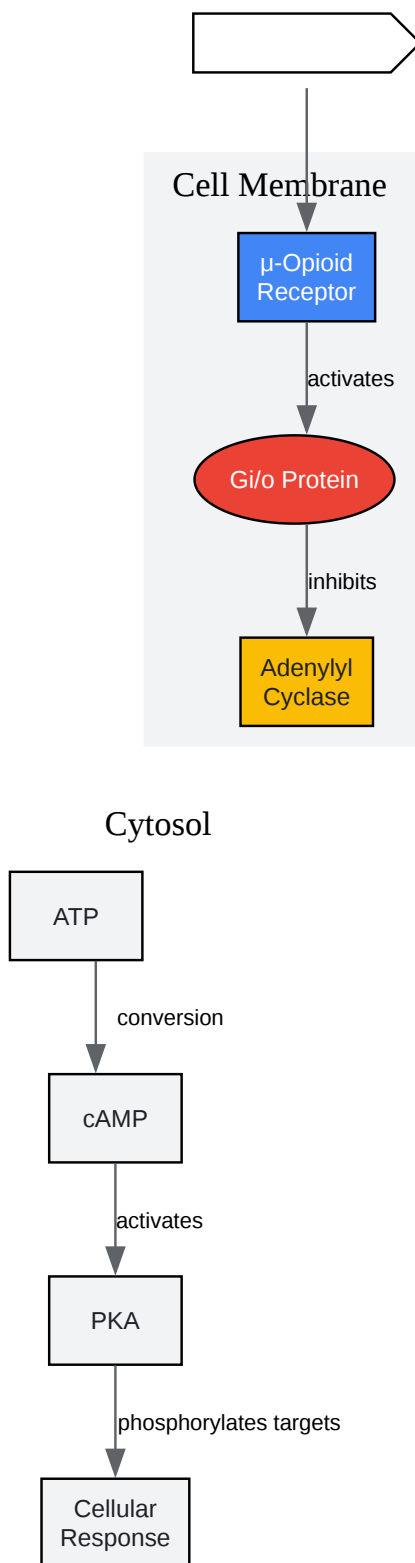 Cell Membrane
μ-Opioid
Receptor
activates
Gi/o Protein
inhibits
Adenylyl
Cyclase
Cytosol
ATP
conversion
cAMP
activates
PKA
phosphorylates targets
Cellular
Response